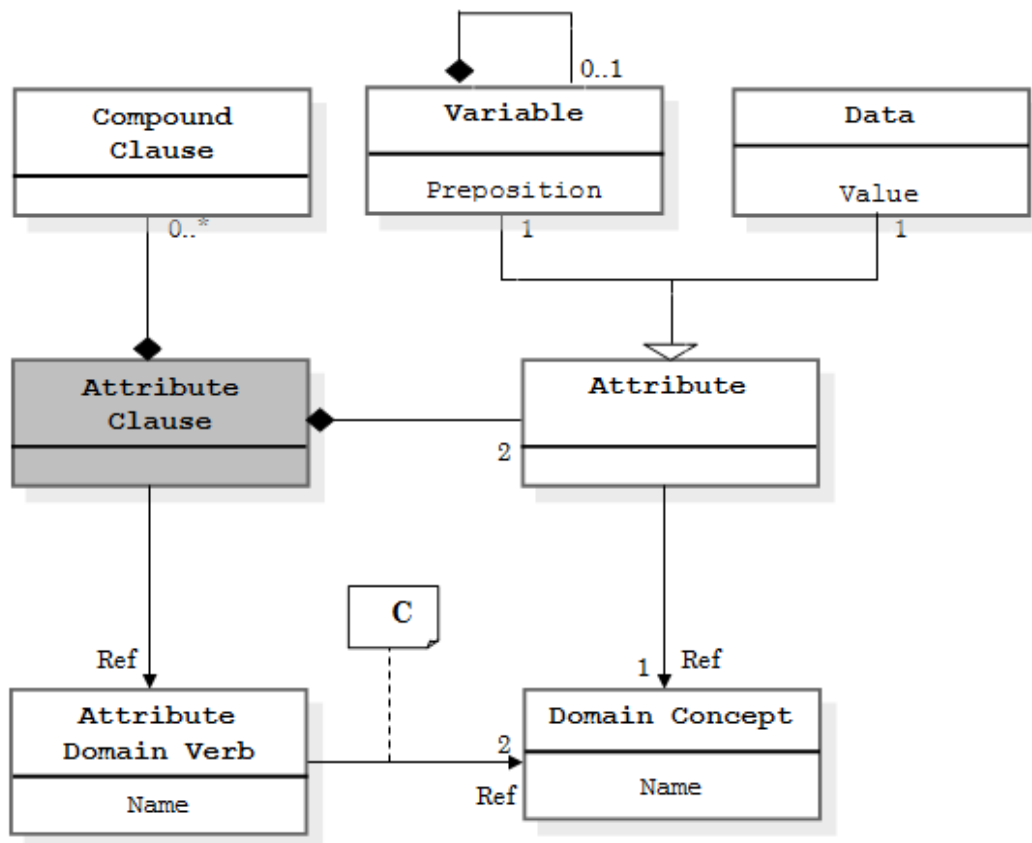 0..1
Compound
Clause
Variable
Preposition
Data
Value
0..*
1
1
Attribute
Clause
Attribute
2
C
Ref
1
Ref
Attribute
Domain Verb
Name
2
Ref
Domain Concept
Name